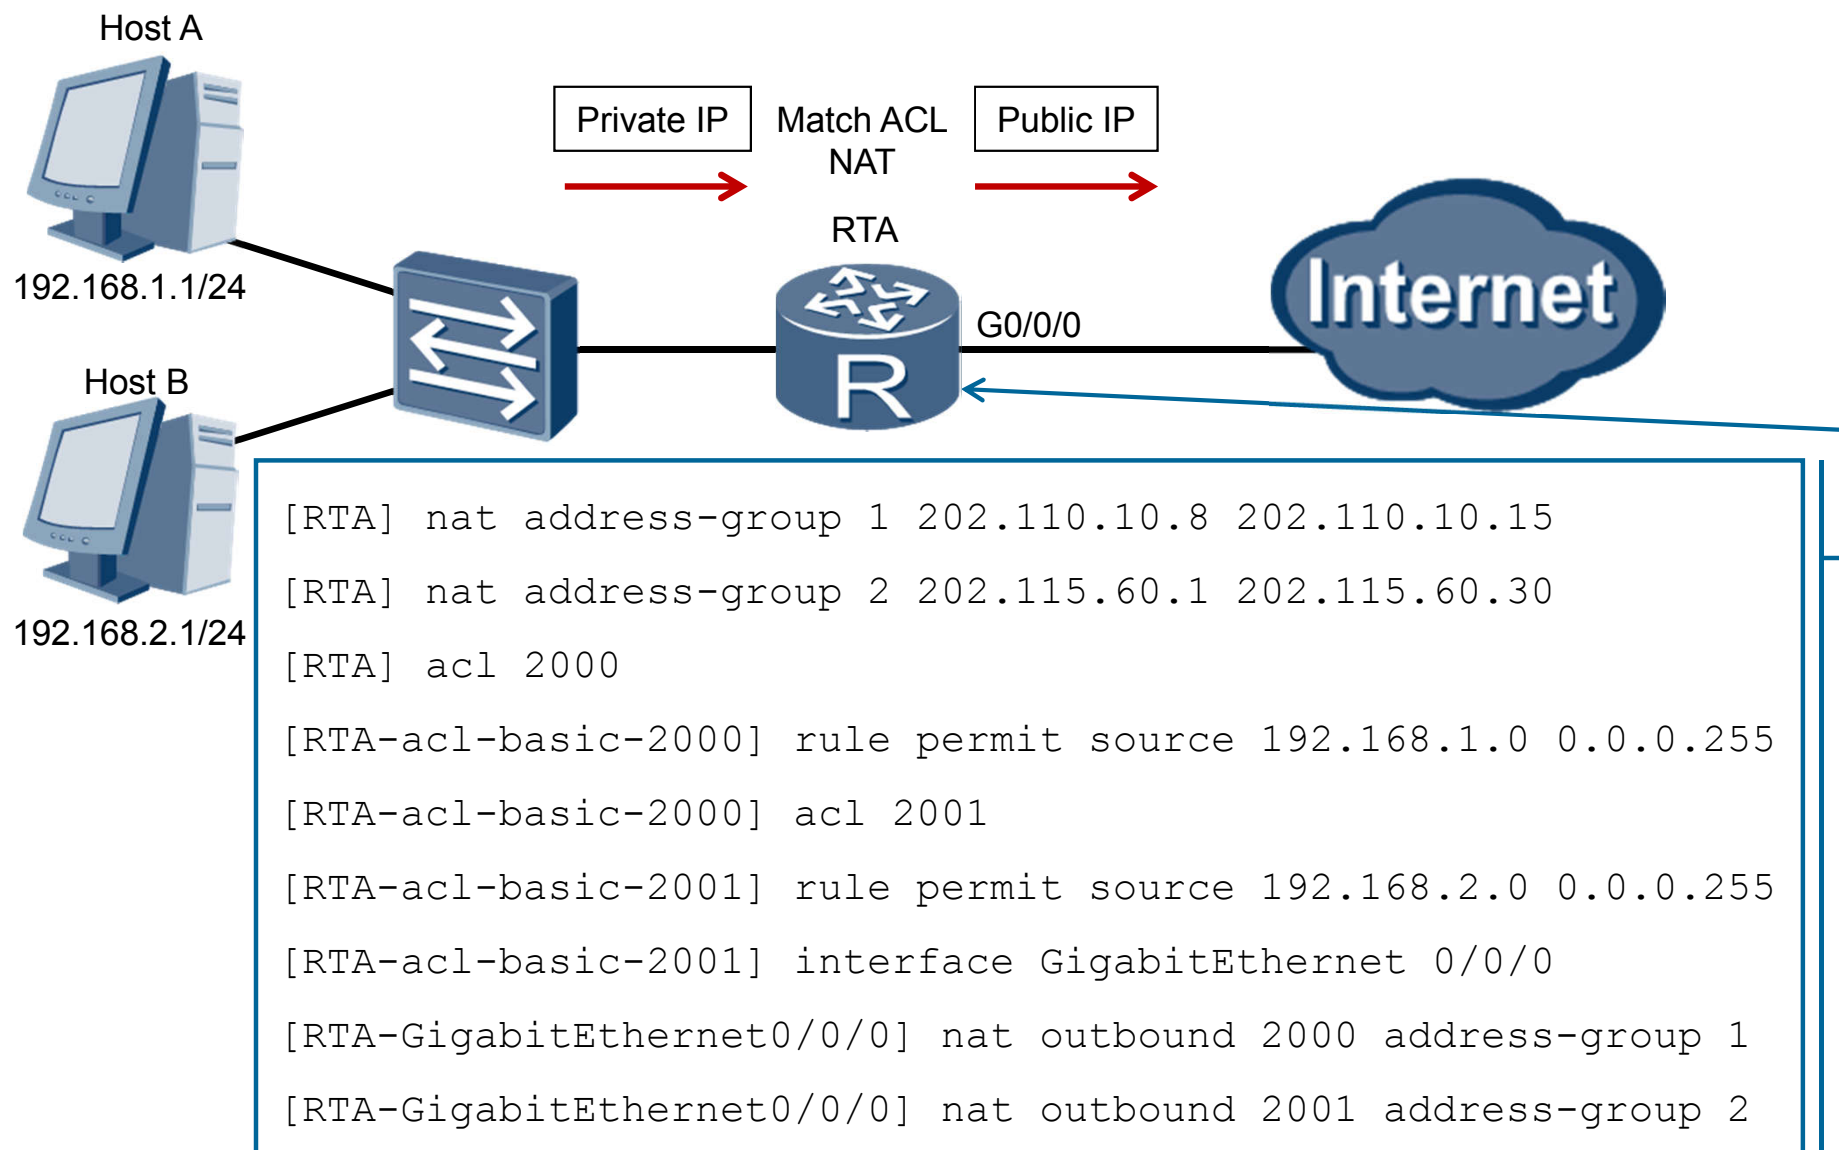 Host A
Private IP
Match ACL
NAT
Public IP
RTA
192.168.1.1/24
Internet
G0/0/0
R
Host B
192.168.2.1/24
[RTA] nat address-group 1 202.110.10.8 202.110.10.15
[RTA] nat address-group 2 202.115.60.1 202.115.60.30
[RTA] acl 2000
[RTA-acl-basic-2000] rule permit source 192.168.1.0 0.0.0.255
[RTA-acl-basic-2000] acl 2001
[RTA-acl-basic-2001] rule permit source 192.168.2.0 0.0.0.255
[RTA-acl-basic-2001] interface GigabitEthernet 0/0/0
[RTA-GigabitEthernet0/0/0] nat outbound 2000 address-group 1
[RTA-GigabitEthernet0/0/0] nat outbound 2001 address-group 2